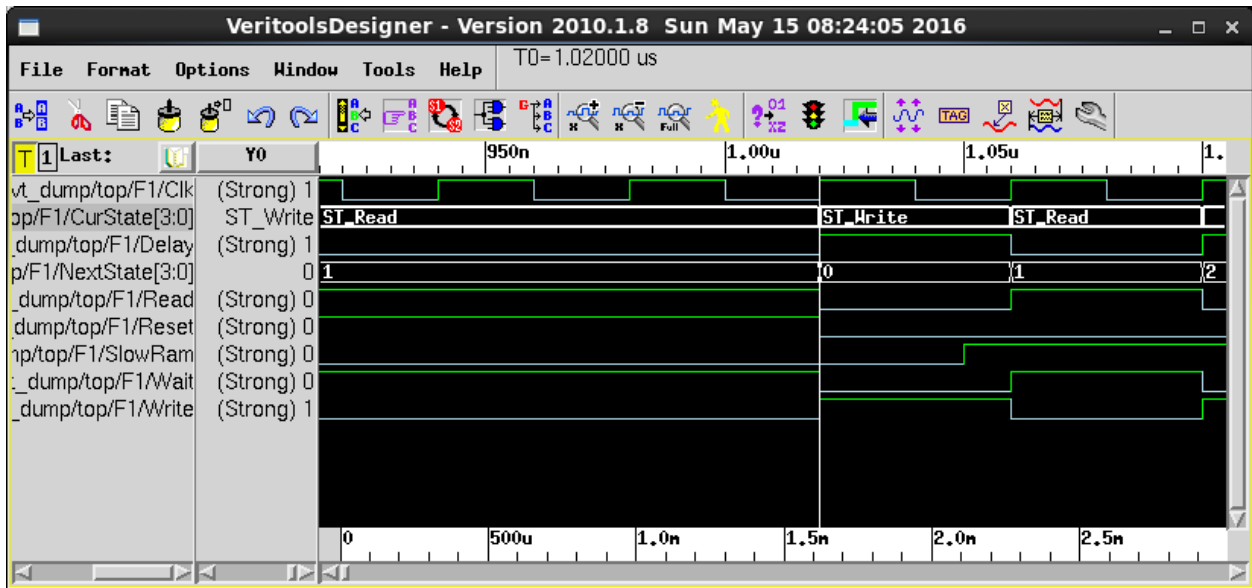 VeritoolsDesigner - Version 2010.1.8 Sun May 15 08:24:05 2016
File Format Options Window Tools Help T0=1.02000 us
T 1 Last: Y0 950n 1.00u 1.05u 1.
vt_dump/top/F1/Clk (Strong) 1
op/F1/CurState[3:0] ST_Write ST_Read ST_Write ST_Read
_dump/top/F1/Delay (Strong) 1
p/F1/NextState[3:0] 0 1 0 1 2
_dump/top/F1/Read (Strong) 0
dump/top/F1/Reset (Strong) 0
np/top/F1/SlowRam (Strong) 0
t_dump/top/F1/Wait (Strong) 0
_dump/top/F1/Write (Strong) 1
0 500u 1.0m 1.5m 2.0m 2.5m